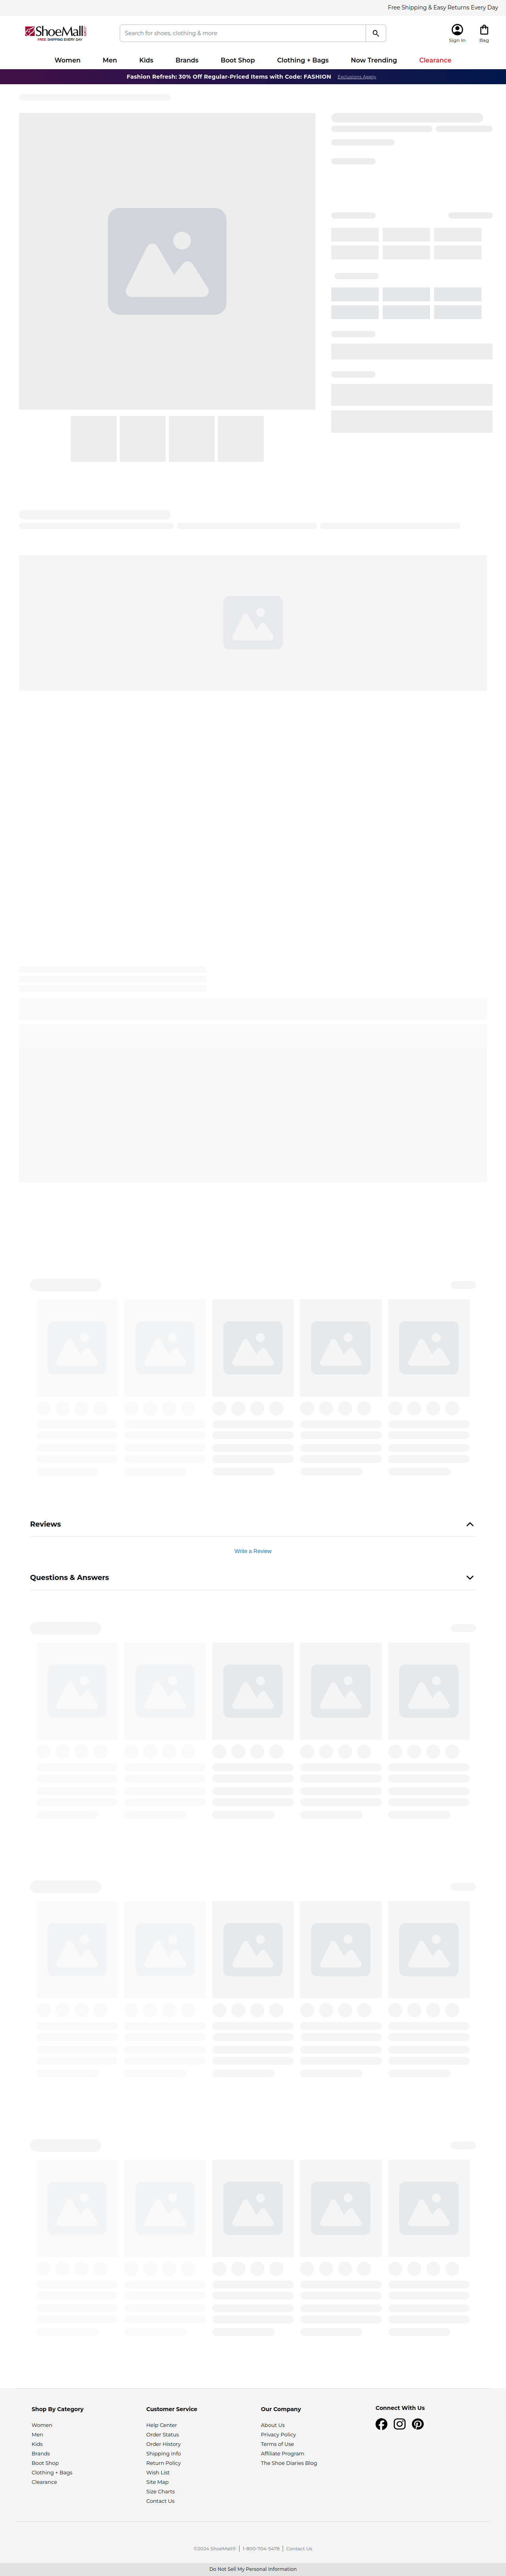 Free Shipping & Easy Returns Every Day
ShoeMall.com
FREE SHIPPING EVERY DAY
Search for shoes, clothing & more
Sign In
Bag
Women Men Kids Brands Boot Shop Clothing + Bags Now Trending Clearance
Fashion Refresh: 30% Off Regular-Priced Items with Code: FASHION Exclusions Apply
Reviews
Write a Review
Questions & Answers
Shop By Category
Women
Men
Kids
Brands
Boot Shop
Clothing + Bags
Clearance
Customer Service
Help Center
Order Status
Order History
Shipping Info
Return Policy
Wish List
Site Map
Size Charts
Contact Us
Our Company
About Us
Privacy Policy
Terms of Use
Affiliate Program
The Shoe Diaries Blog
Connect With Us
©2024 ShoeMall® | 1-800-704-5478 | Contact Us
Do Not Sell My Personal Information